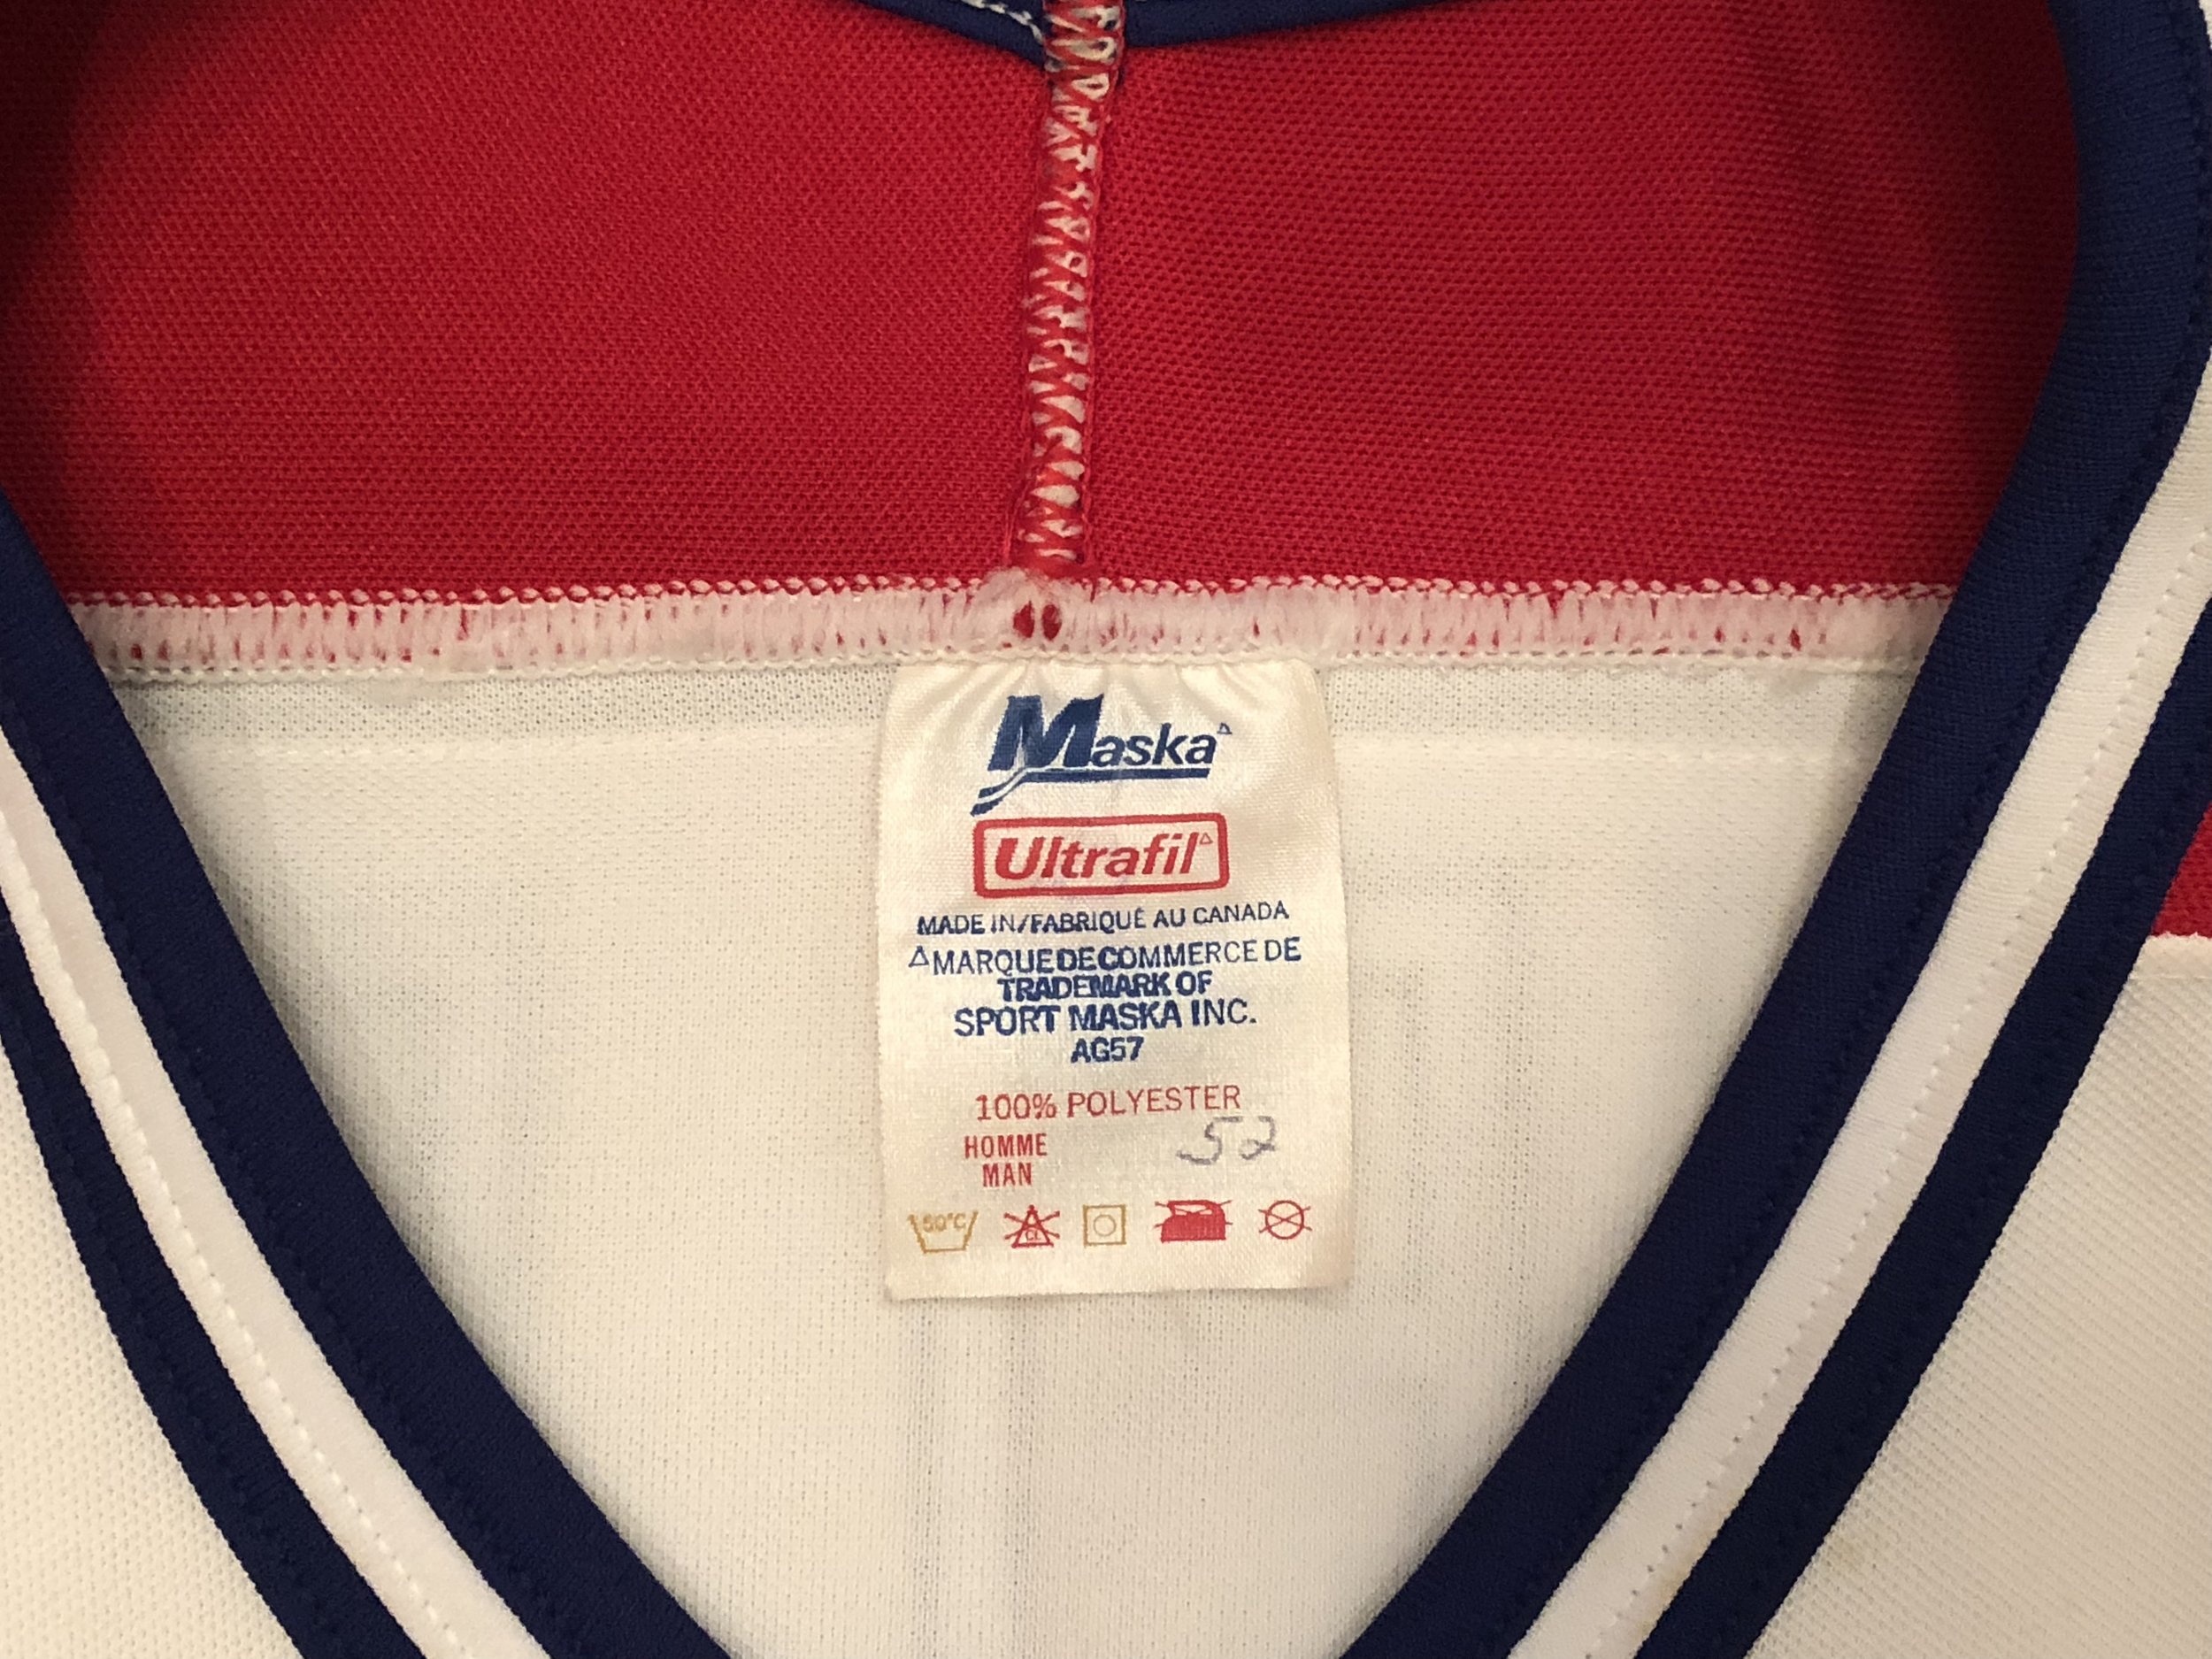 Maska
Ultrafil
MADE IN/FABRIQUÉ AU CANADA
△MARQUE DE COMMERCE DE
TRADEMARK OF
SPORT MASKA INC.
AG57
100% POLYESTER
HOMME 52
MAN
50°C CL